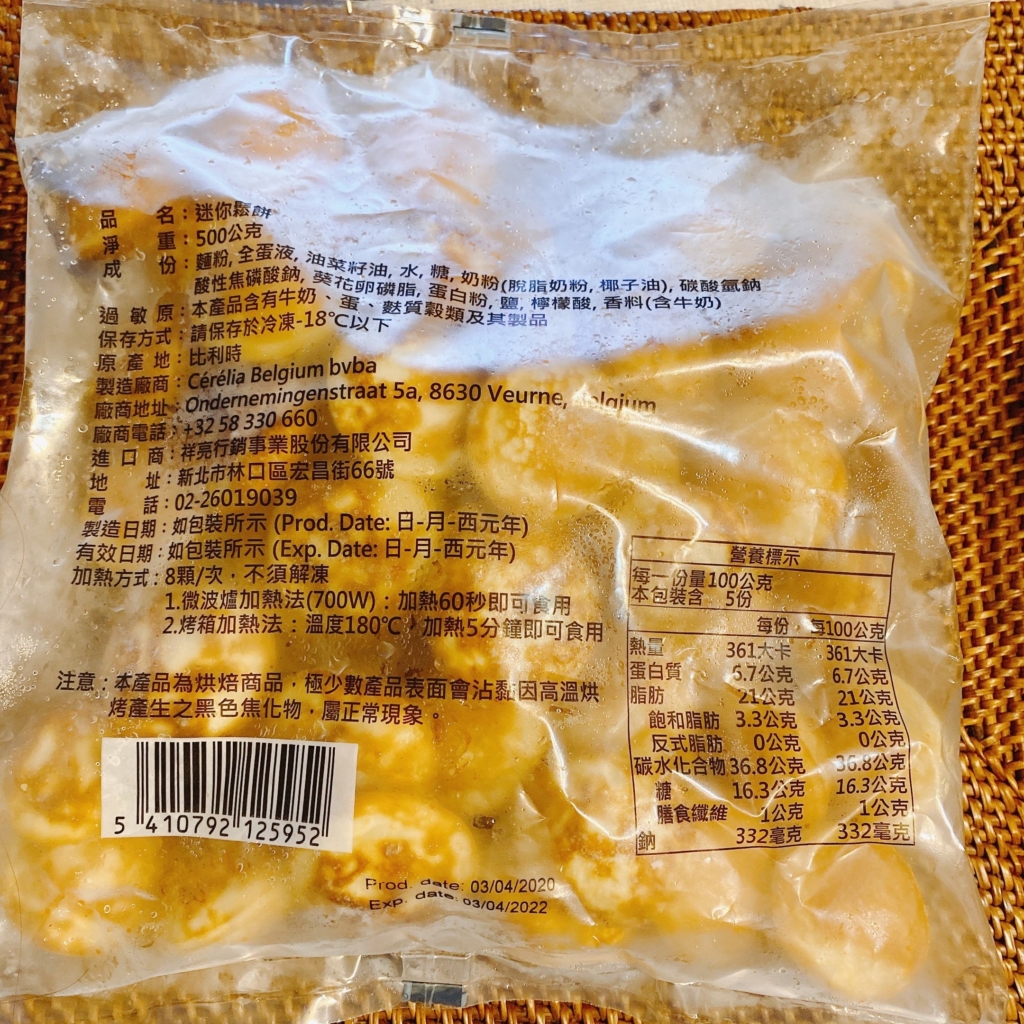 品名：迷你鬆餅
淨重：500公克
成份：麵粉, 全蛋液, 油菜籽油, 水, 糖, 奶粉(脫脂奶粉, 椰子油), 碳酸氫鈉
酸性焦磷酸鈉, 葵花卵磷脂, 蛋白粉, 鹽, 檸檬酸, 香料(含牛奶)
過敏原：本產品含有牛奶、蛋、麩質穀類及其製品
保存方式：請保存於冷凍-18℃以下
原產地：比利時
製造廠商：Cérélia Belgium bvba
廠商地址：Ondernemingenstraat 5a, 8630 Veurne, Belgium
廠商電話：+32 58 330 660
進口商：祥亮行銷事業股份有限公司
地址：新北市林口區宏昌街66號
電話：02-26019039
製造日期：如包裝所示 (Prod. Date: 日-月-西元年)
有效日期：如包裝所示 (Exp. Date: 日-月-西元年)
加熱方式：8顆/次，不須解凍
1.微波爐加熱法(700W)：加熱60秒即可食用
2.烤箱加熱法：溫度180℃，加熱5分鐘即可食用
注意：本產品為烘焙商品，極少數產品表面會沾黏因高溫烘
烤產生之黑色焦化物，屬正常現象。
營養標示
每一份量100公克
本包裝含 5份
每份 每100公克
熱量 361大卡 361大卡
蛋白質 6.7公克 6.7公克
脂肪 21公克 21公克
飽和脂肪 3.3公克 3.3公克
反式脂肪 0公克 0公克
碳水化合物 36.8公克 36.8公克
糖 16.3公克 16.3公克
膳食纖維 1公克 1公克
鈉 332毫克 332毫克
5 410792 125952
Prod. date: 03/04/2020
Exp. date: 03/04/2022